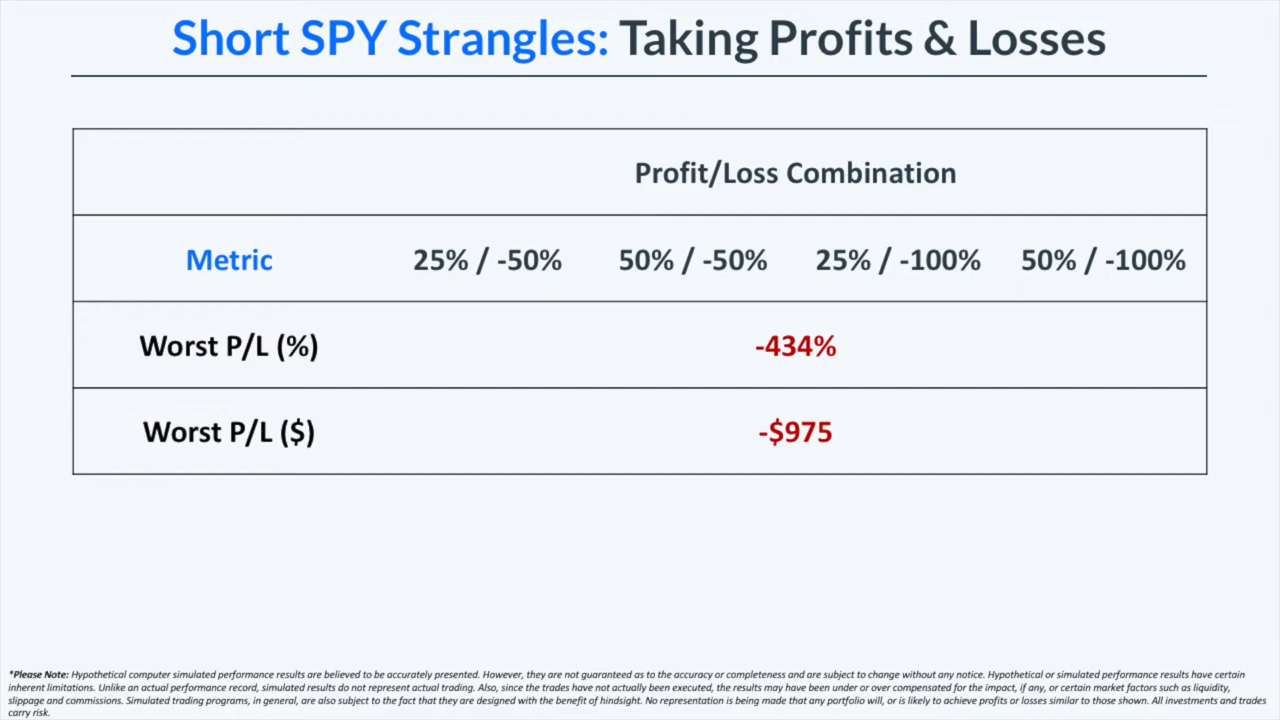 Short SPY Strangles: Taking Profits & Losses
Profit/Loss Combination
Metric 25% / -50% 50% / -50% 25% / -100% 50% / -100%
Worst P/L (%) -434%
Worst P/L ($) -$975
*Please Note: Hypothetical computer simulated performance results are believed to be accurately presented. However, they are not guaranteed as to the accuracy or completeness and are subject to change without any notice. Hypothetical or simulated performance results have certain
inherent limitations. Unlike an actual performance record, simulated results do not represent actual trading. Also, since the trades have not actually been executed, the results may have been under or over compensated for the impact, if any, or certain market factors such as liquidity,
slippage and commissions. Simulated trading programs, in general, are also subject to the fact that they are designed with the benefit of hindsight. No representation is being made that any portfolio will, or is likely to achieve profits or losses similar to those shown. All investments and trades
carry risk.